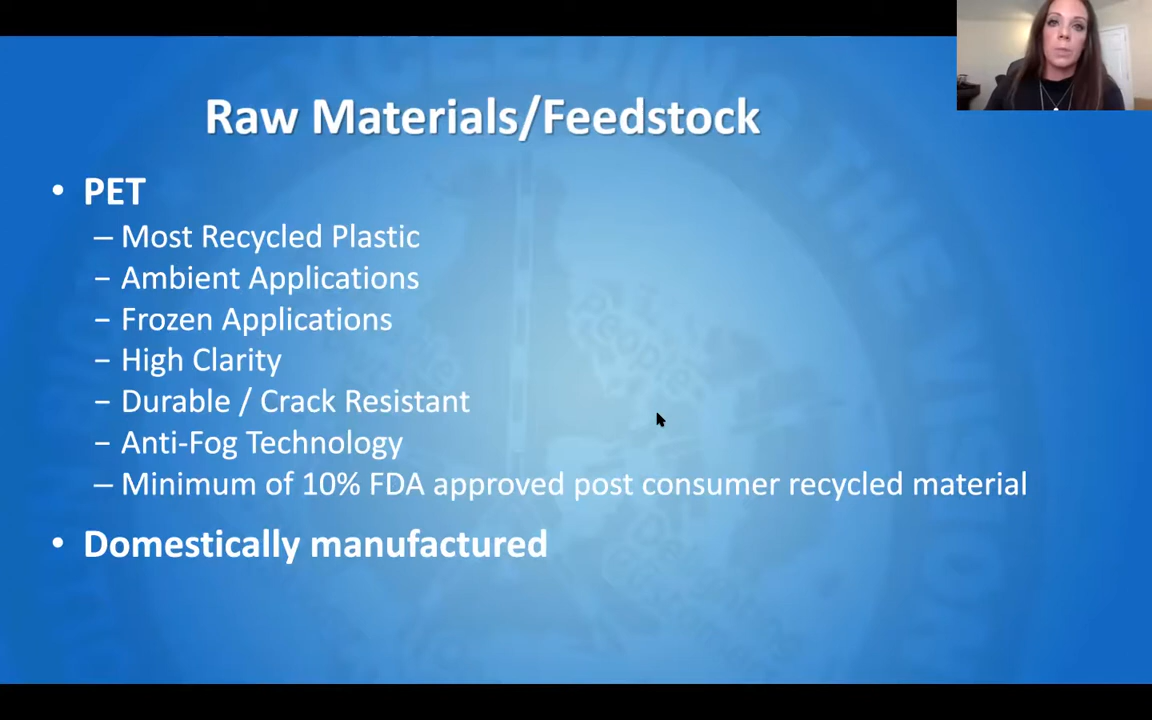 Raw Materials/Feedstock
• PET
– Most Recycled Plastic
– Ambient Applications
– Frozen Applications
– High Clarity
– Durable / Crack Resistant
– Anti-Fog Technology
– Minimum of 10% FDA approved post consumer recycled material
• Domestically manufactured